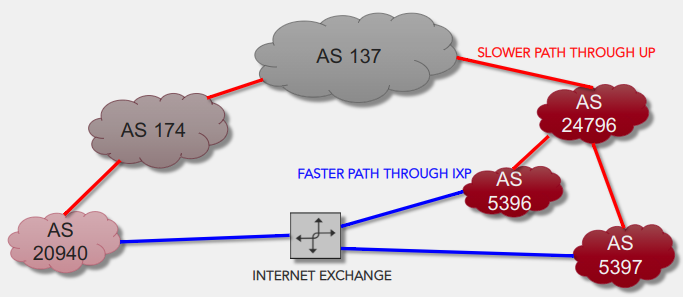 AS 137
SLOWER PATH THROUGH UP
AS
24796
AS 174
FASTER PATH THROUGH IXP
AS
5396
AS
20940
AS
5397
INTERNET EXCHANGE